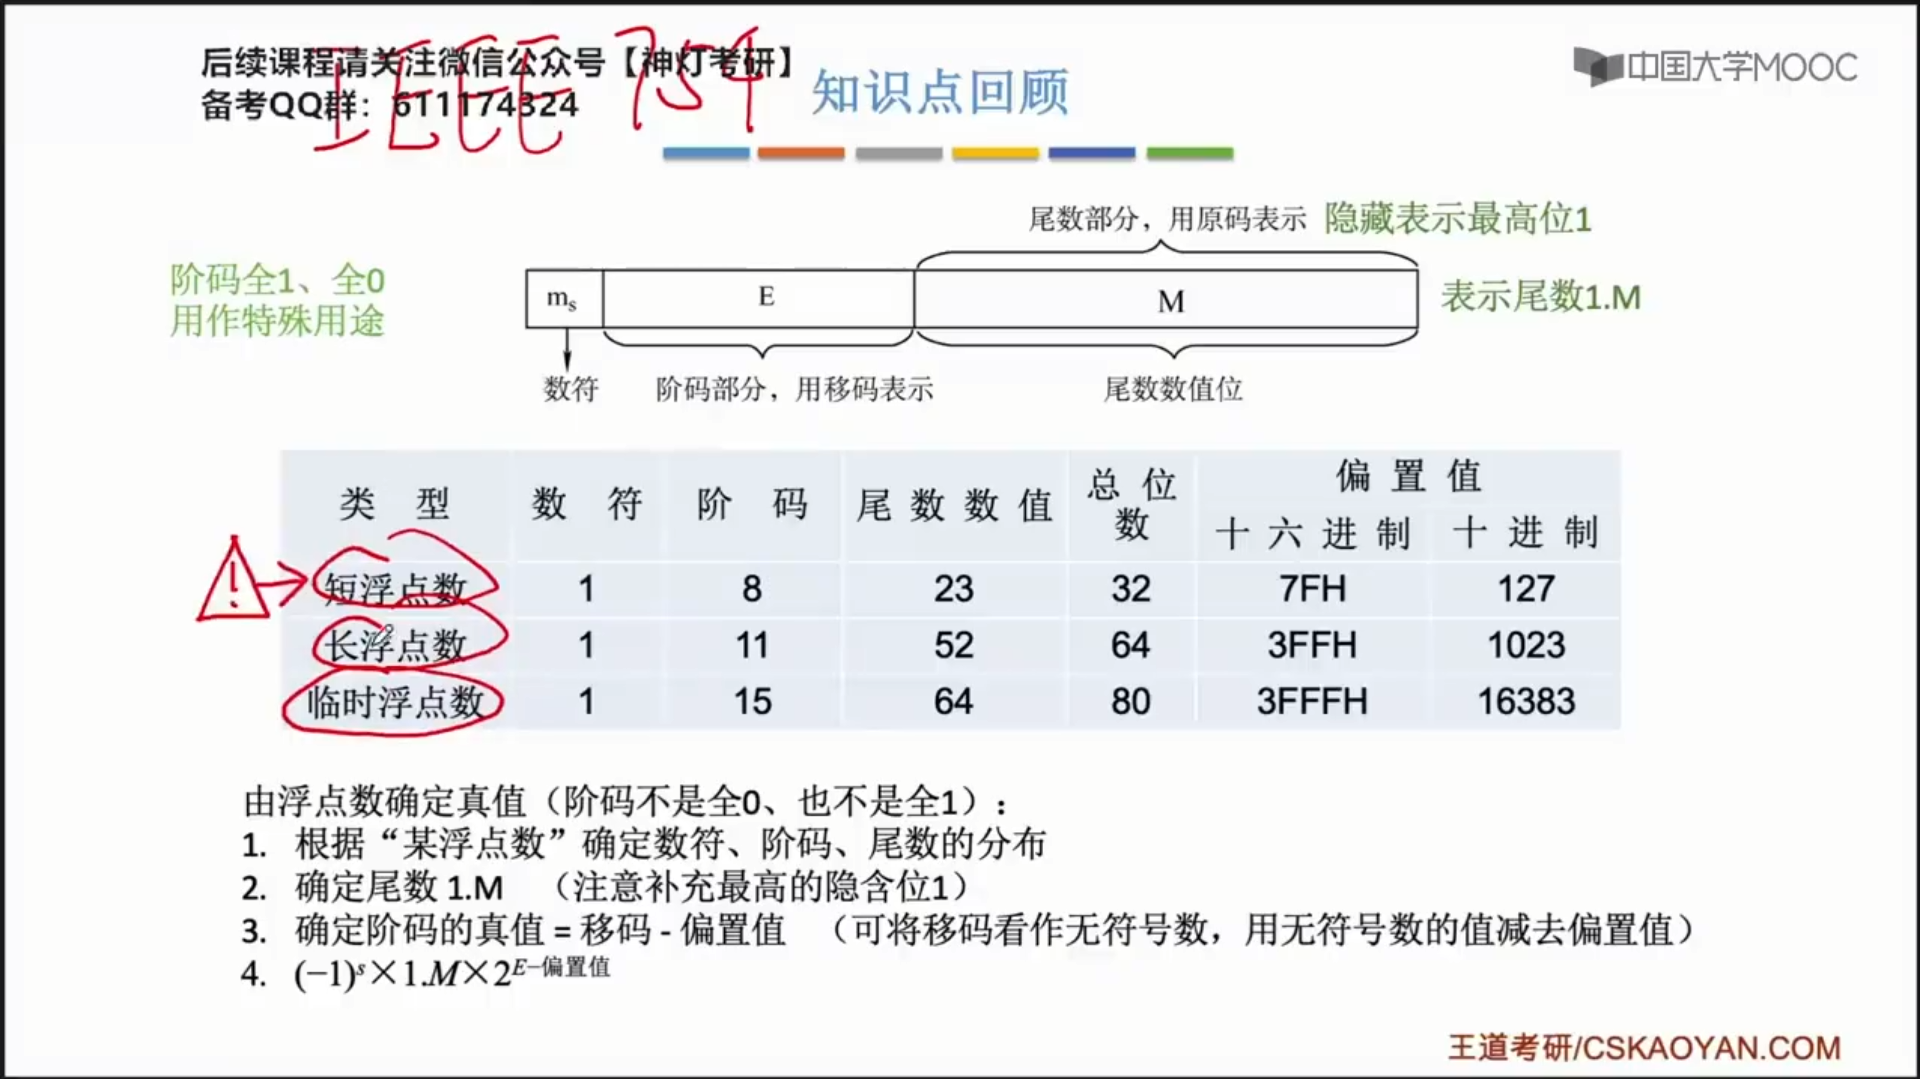 后续课程请关注微信公众号【神灯考研】
备考QQ群：611174324
IEEE 754
知识点回顾
中国大学MOOC
尾数部分，用原码表示 隐藏表示最高位1
阶码全1、全0
用作特殊用途
mₛ E M
表示尾数1.M
数符 阶码部分，用移码表示 尾数数值位
类 型 数 符 阶 码 尾数数值 总位数 偏置值
十六进制 十进制
短浮点数 1 8 23 32 7FH 127
长浮点数 1 11 52 64 3FFH 1023
临时浮点数 1 15 64 80 3FFFH 16383
由浮点数确定真值（阶码不是全0、也不是全1）：
1. 根据“某浮点数”确定数符、阶码、尾数的分布
2. 确定尾数 1.M （注意补充最高的隐含位1）
3. 确定阶码的真值 = 移码 - 偏置值 （可将移码看作无符号数，用无符号数的值减去偏置值）
4. (−1)ˢ×1.M×2^(E−偏置值)
王道考研/CSKAOYAN.COM